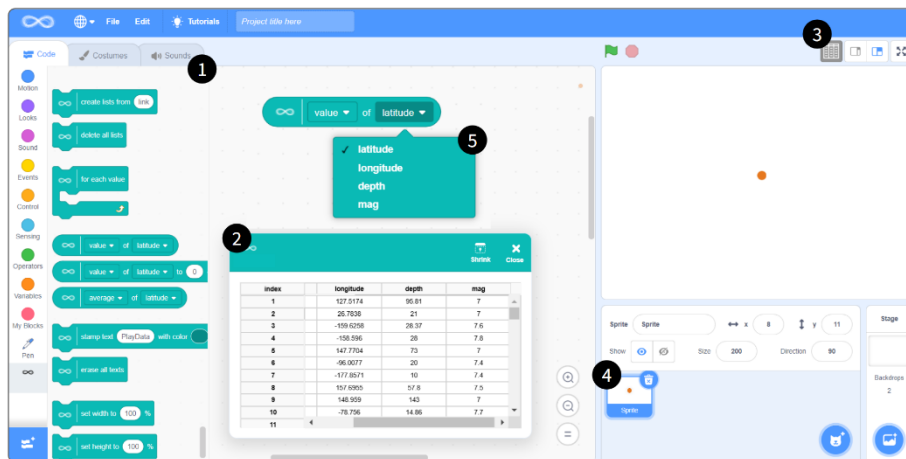 File Edit Tutorials Project title here
Code Costumes Sounds
1
3
Motion
Looks
Sound
Events
Control
Sensing
Operators
Variables
My Blocks
Pen
create lists from link
delete all lists
for each value
value of latitude
value of latitude to 0
average of latitude
stamp text PlayData with color
erase all texts
set width to 100 %
set height to 100 %
value of latitude
5
✓ latitude
longitude
depth
mag
2
Shrink Close
index longitude depth mag
1 127.5174 95.81 7
2 26.7838 21 7
3 -159.6258 28.37 7.6
4 -158.596 28 7.8
5 147.7704 73 7
6 -96.0077 20 7.4
7 -177.8571 10 7.4
8 157.6955 57.8 7.5
9 148.959 143 7
10 -78.756 14.86 7.7
11
Sprite Sprite x 8 y 11
Show Size 200 Direction 90
4
Sprite
Stage
Backdrops
2